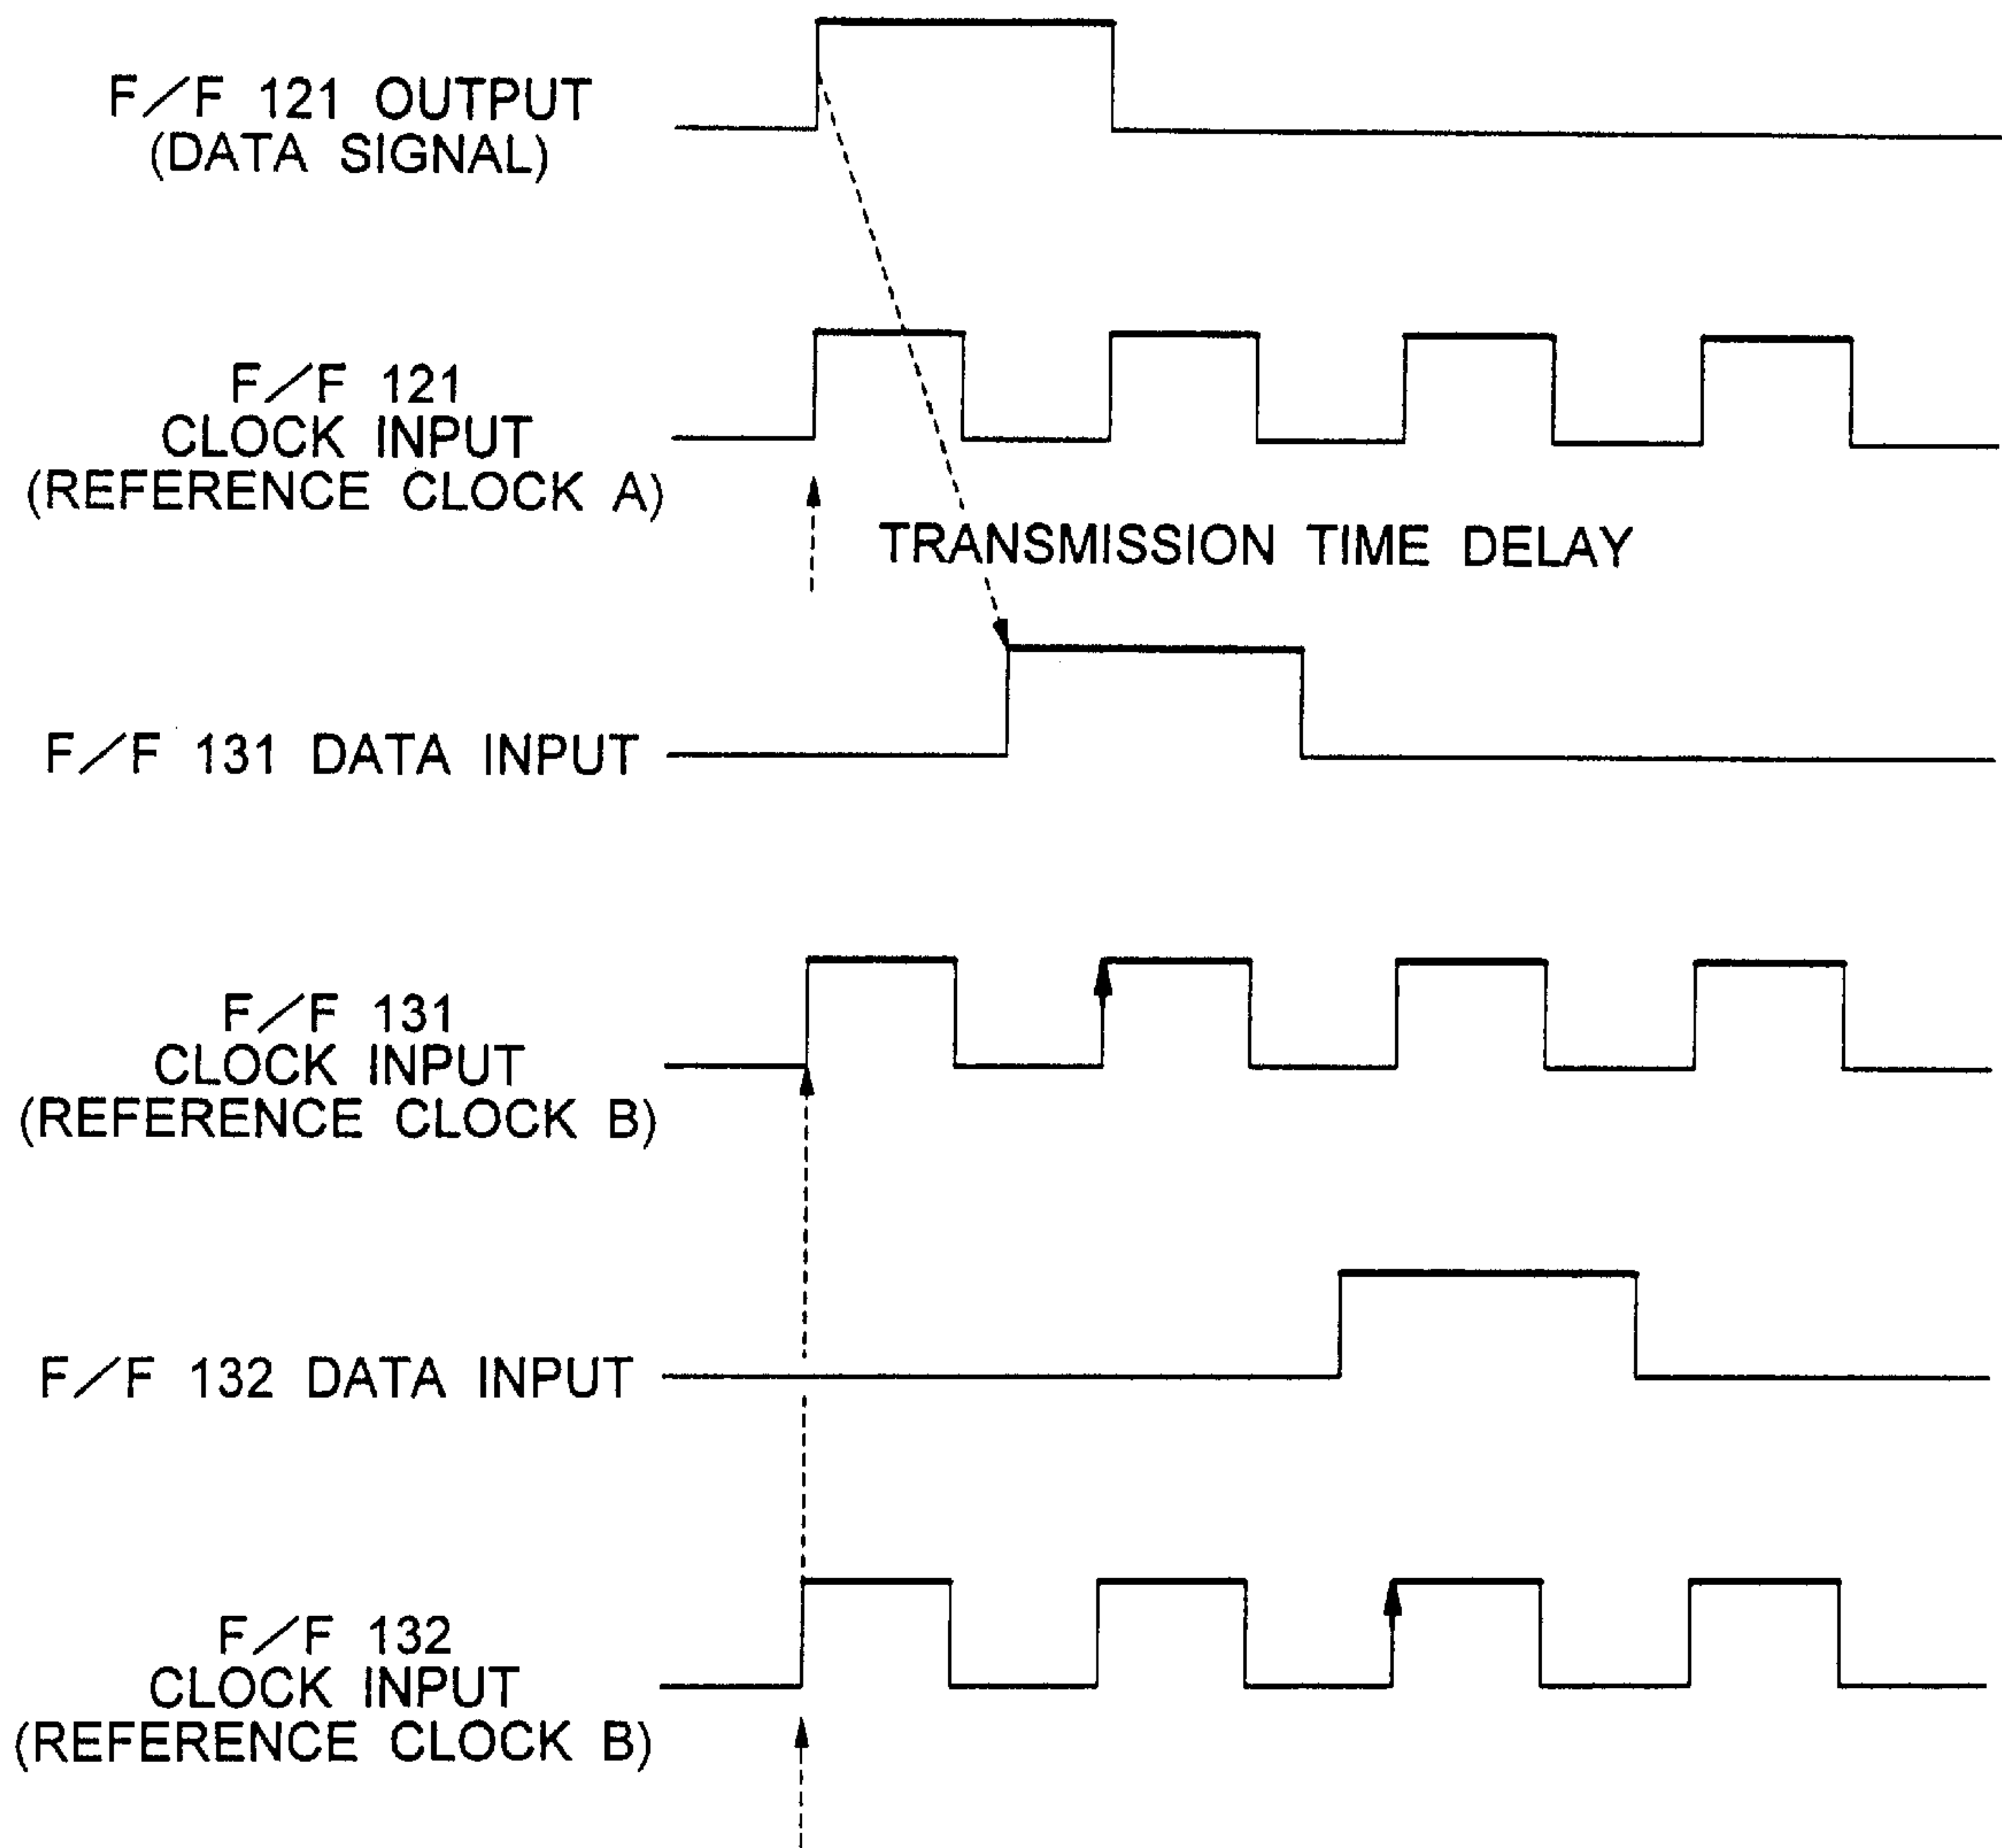 F/F 121 OUTPUT
(DATA SIGNAL)
F/F 121
CLOCK INPUT
(REFERENCE CLOCK A)
TRANSMISSION TIME DELAY
F/F 131 DATA INPUT
F/F 131
CLOCK INPUT
(REFERENCE CLOCK B)
F/F 132 DATA INPUT
F/F 132
CLOCK INPUT
(REFERENCE CLOCK B)